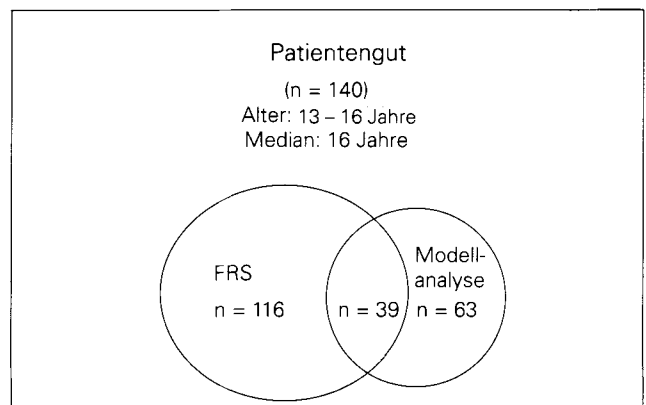 Patientengut
(n = 140)
Alter: 13 – 16 Jahre
Median: 16 Jahre
FRS
n = 116
n = 39
Modell-
analyse
n = 63